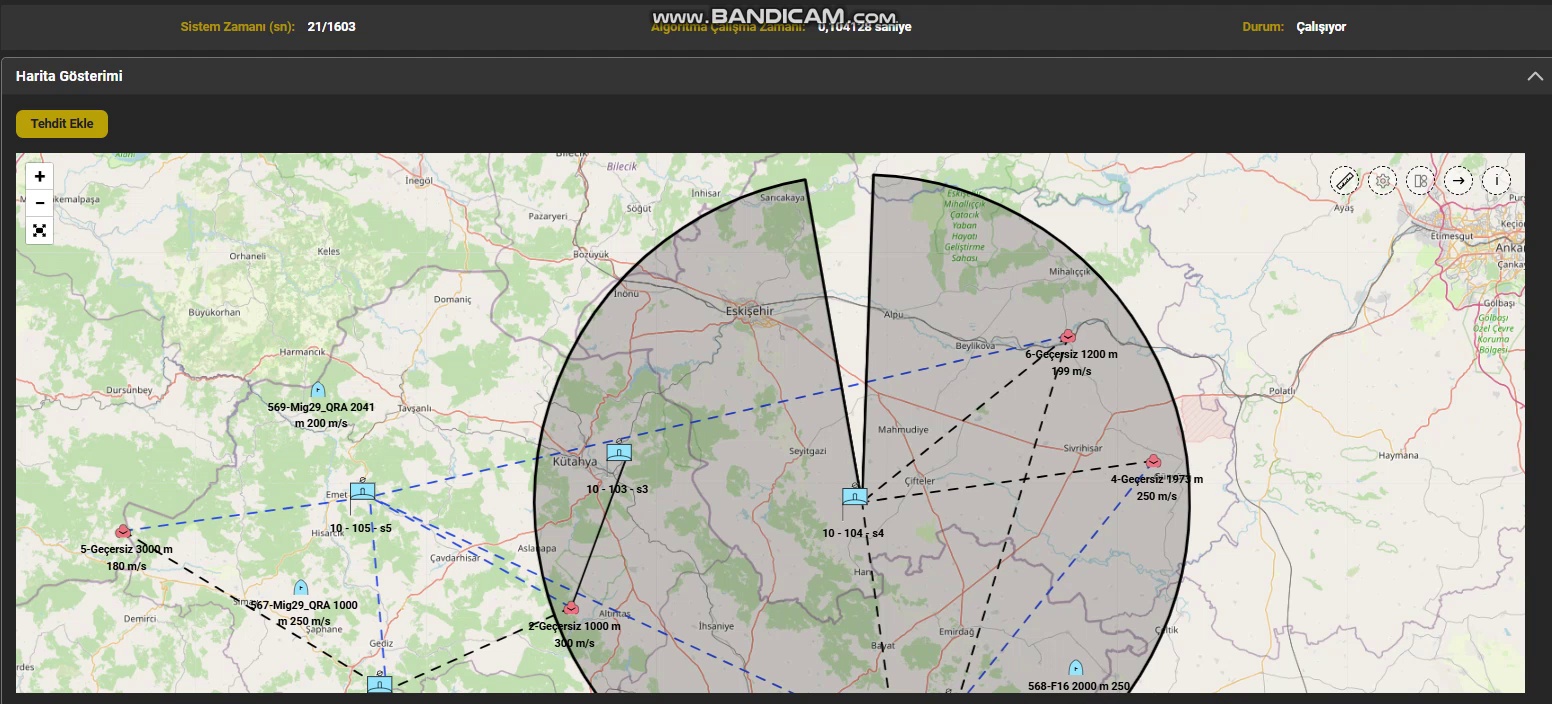 www.BANDICAM.com
Sistem Zamanı (sn): 21/1603
Algoritma Çalışma Zamanı: 0,104128 saniye
Durum: Çalışıyor
Harita Gösterimi
Tehdit Ekle
+
−
Bilecik
Bilecik
İnegöl
İnhisar
Sarıcakaya
Söğüt
Pazaryeri
Eskişehir
Mihalıççık
Çatacık
Yaban
Hayatı
Geliştirme
Sahası
Ayaş
i
Etimesgut
Orhaneli
Keles
Bozüyük
Mihalıççık
Domaniç
İnönü
Büyükorhan
Eskişehir
Alpu
Gölbaşı
Gölbaşı
Özel Çevre
Koruma
Bölgesi
Harmancık
Beylikova
6-Geçersiz 1200 m
199 m/s
Dursunbey
Polatlı
569-Mig29_QRA 2041
m 200 m/s
Tavşanlı
Mahmudiye
Seyitgazi
Sivrihisar
Haymana
Kütahya
10 - 103 - s3
Çifteler
4-Geçersiz 1973 m
250 m/s
Emet
10 - 105 - s5
Hisarcık
10 - 104 - s4
5-Geçersiz 3000 m
180 m/s
Aslanapa
Çavdarhisar
Han
567-Mig29_QRA 1000
m 250 m/s
Demirci
Şaphane
Altıntaş
2-Geçersiz 1000 m
300 m/s
İhsaniye
Emirdağ
Çeltik
Gediz
Bayat
568-F16 2000 m 250